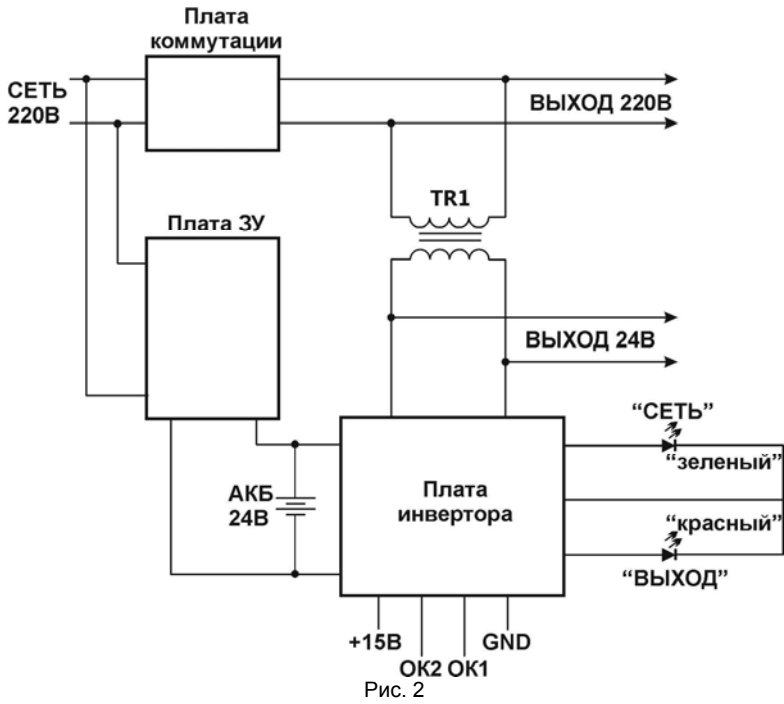 Плата
коммутации
СЕТЬ
220В
ВЫХОД 220В
TR1
Плата ЗУ
ВЫХОД 24В
“СЕТЬ”
“зеленый”
АКБ
24В
Плата
инвертора
“красный”
“ВЫХОД”
+15В
ОК2
ОК1
GND
Рис. 2